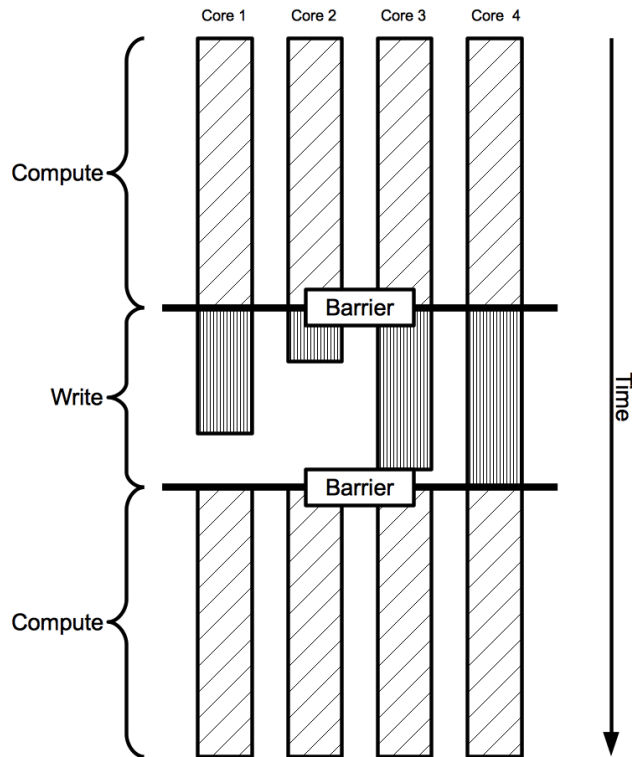 Core 1
Core 2
Core 3
Core 4
Compute
Barrier
Write
Time
Barrier
Compute